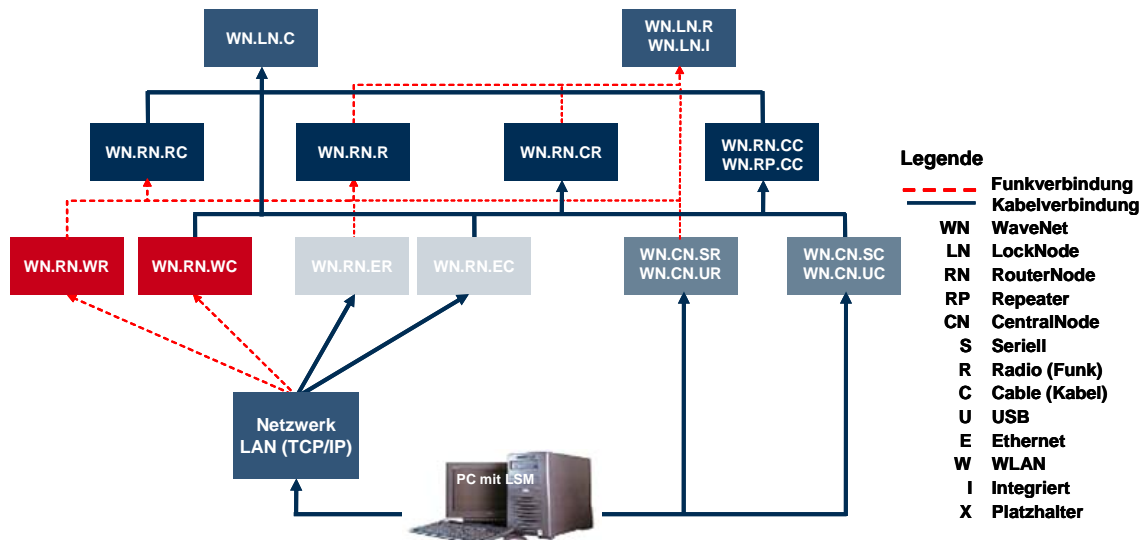 WN.LN.C
WN.LN.R
WN.LN.I
WN.RN.RC
WN.RN.R
WN.RN.CR
WN.RN.CC
WN.RP.CC
WN.RN.WR
WN.RN.WC
WN.RN.ER
WN.RN.EC
WN.CN.SR
WN.CN.UR
WN.CN.SC
WN.CN.UC
Netzwerk
LAN (TCP/IP)
PC mit LSM
Legende
Funkverbindung
Kabelverbindung
WN WaveNet
LN LockNode
RN RouterNode
RP Repeater
CN CentralNode
S Seriell
R Radio (Funk)
C Cable (Kabel)
U USB
E Ethernet
W WLAN
I Integriert
X Platzhalter